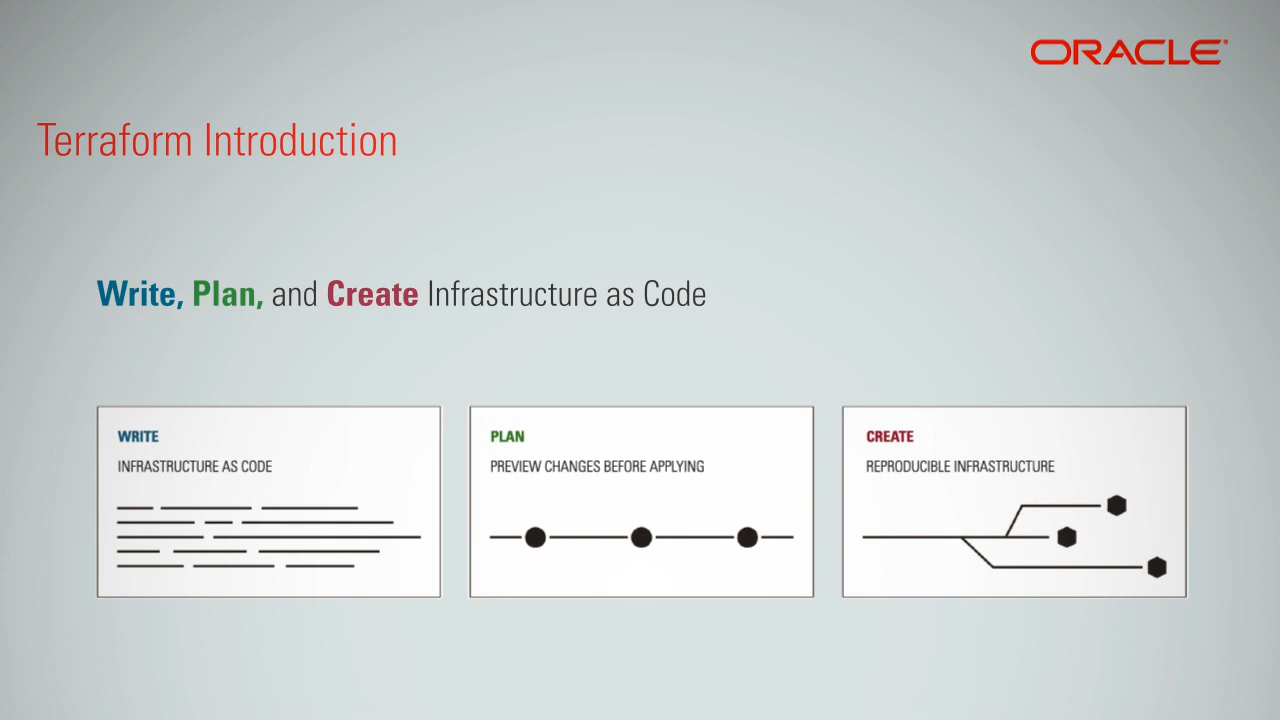 ORACLE
Terraform Introduction
Write, Plan, and Create Infrastructure as Code
WRITE
INFRASTRUCTURE AS CODE
PLAN
PREVIEW CHANGES BEFORE APPLYING
CREATE
REPRODUCIBLE INFRASTRUCTURE